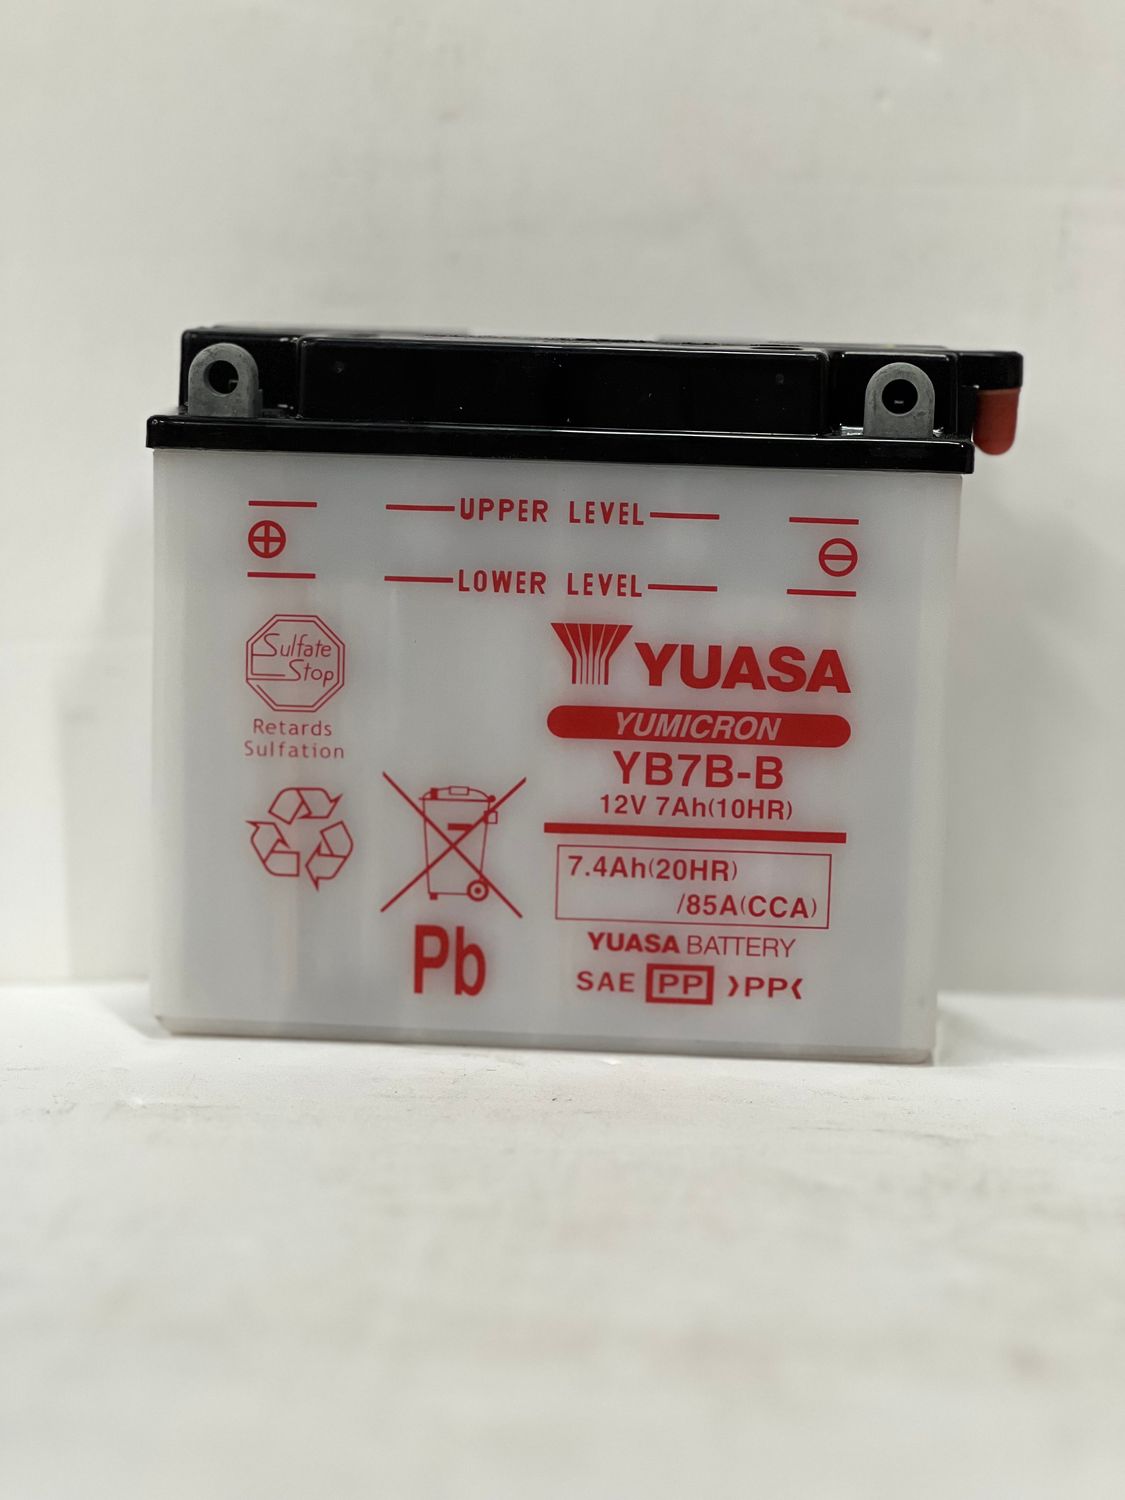 UPPER LEVEL
LOWER LEVEL
Sulfate
Stop
Retards
Sulfation
YUASA
YUMICRON
YB7B-B
12V 7Ah(10HR)
7.4Ah(20HR)
/85A(CCA)
Pb
YUASA BATTERY
SAE PP >PP<